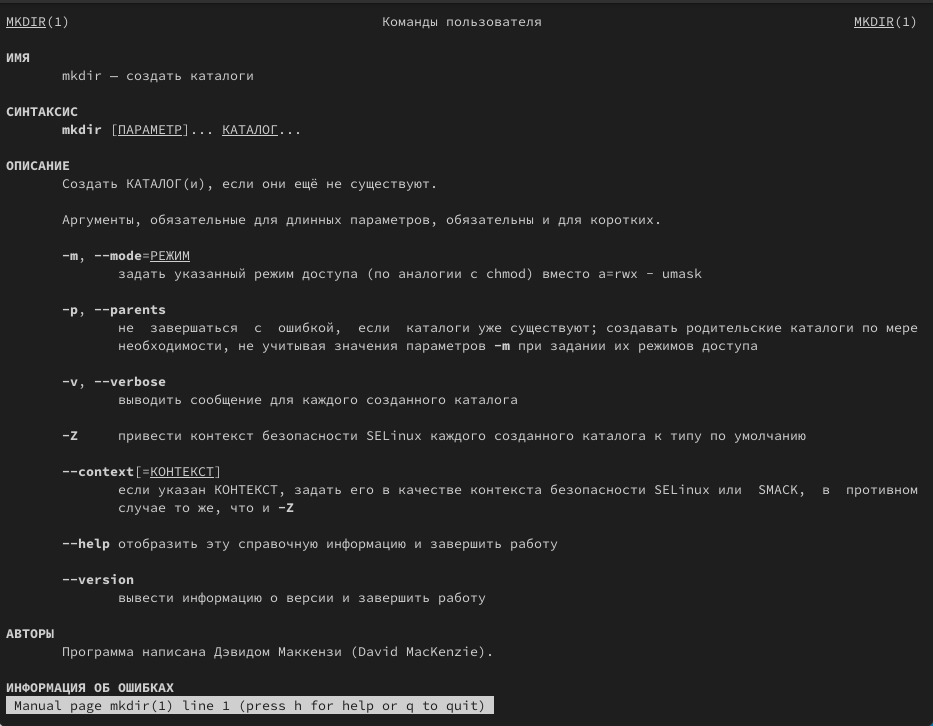 MKDIR(1) Команды пользователя MKDIR(1)
ИМЯ
mkdir — создать каталоги
СИНТАКСИС
mkdir [ПАРАМЕТР]... КАТАЛОГ...
ОПИСАНИЕ
Создать КАТАЛОГ(и), если они ещё не существуют.
Аргументы, обязательные для длинных параметров, обязательны и для коротких.
-m, --mode=РЕЖИМ
задать указанный режим доступа (по аналогии с chmod) вместо a=rwx - umask
-p, --parents
не завершаться с ошибкой, если каталоги уже существуют; создавать родительские каталоги по мере
необходимости, не учитывая значения параметров -m при задании их режимов доступа
-v, --verbose
выводить сообщение для каждого созданного каталога
-Z привести контекст безопасности SELinux каждого созданного каталога к типу по умолчанию
--context[=КОНТЕКСТ]
если указан КОНТЕКСТ, задать его в качестве контекста безопасности SELinux или SMACK, в противном
случае то же, что и -Z
--help отобразить эту справочную информацию и завершить работу
--version
вывести информацию о версии и завершить работу
АВТОРЫ
Программа написана Дэвидом Маккензи (David MacKenzie).
ИНФОРМАЦИЯ ОБ ОШИБКАХ
Manual page mkdir(1) line 1 (press h for help or q to quit)